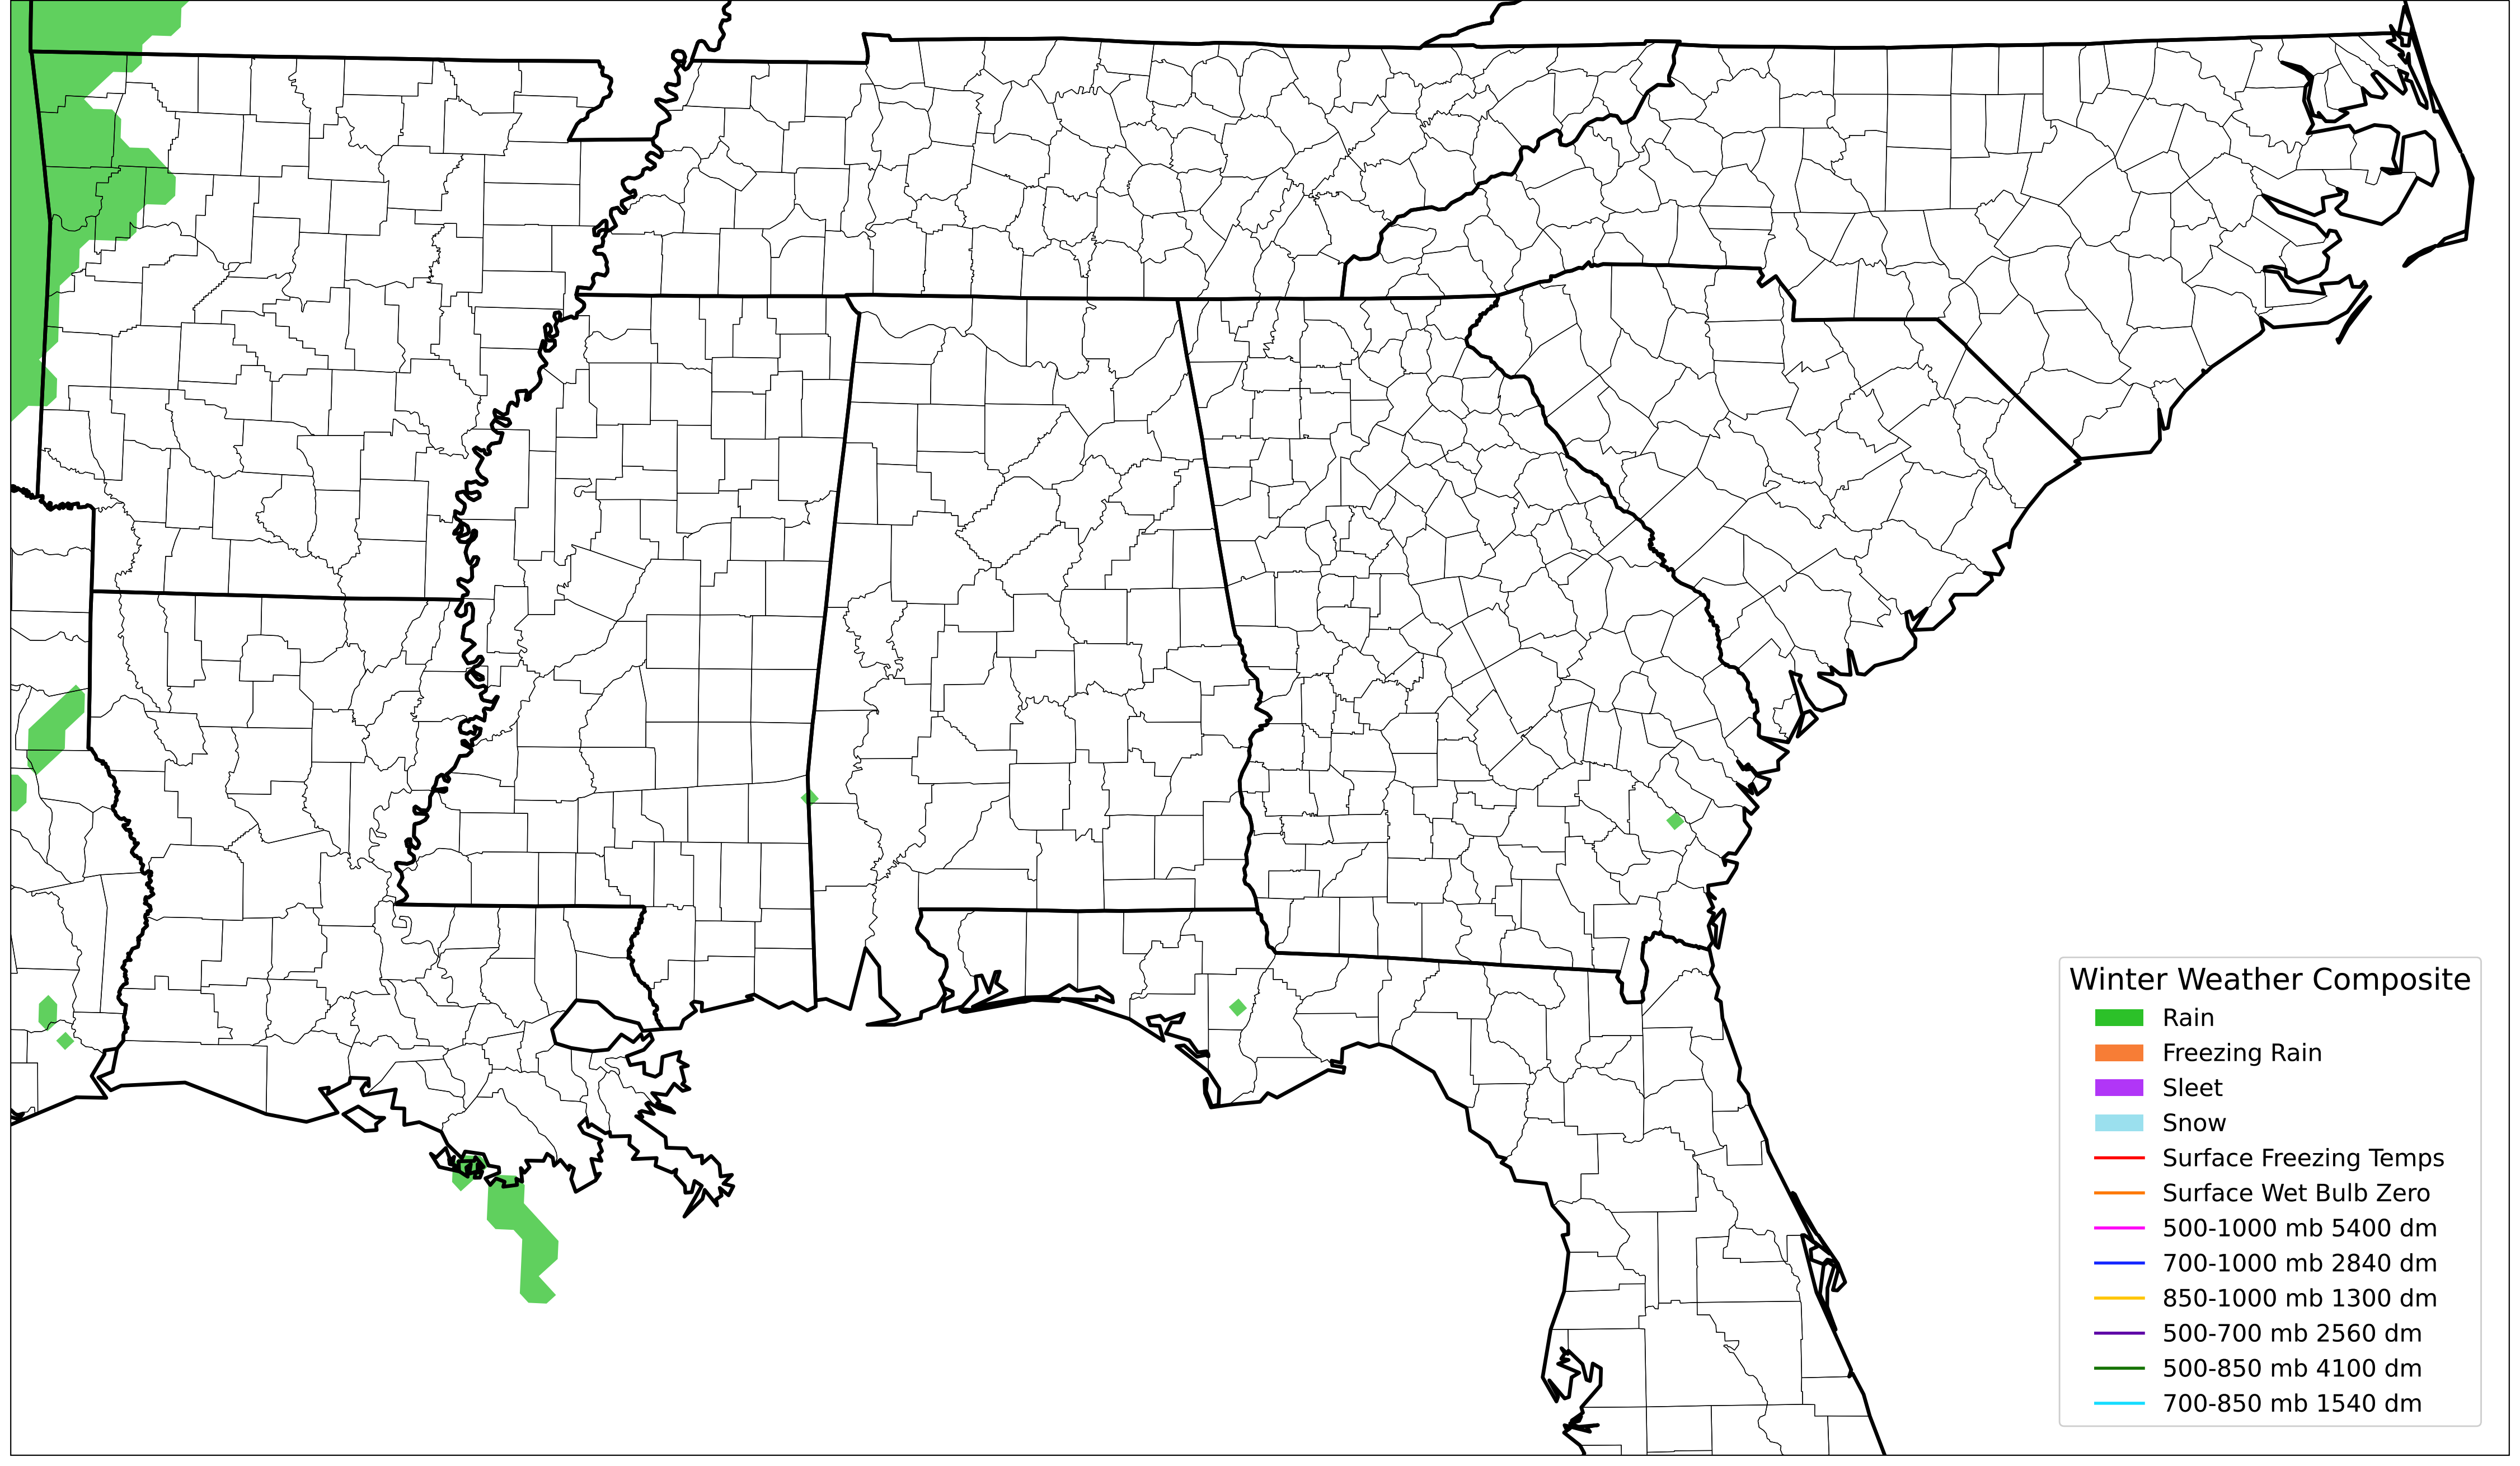 Winter Weather Composite
Rain
Freezing Rain
Sleet
Snow
Surface Freezing Temps
Surface Wet Bulb Zero
500-1000 mb 5400 dm
700-1000 mb 2840 dm
850-1000 mb 1300 dm
500-700 mb 2560 dm
500-850 mb 4100 dm
700-850 mb 1540 dm